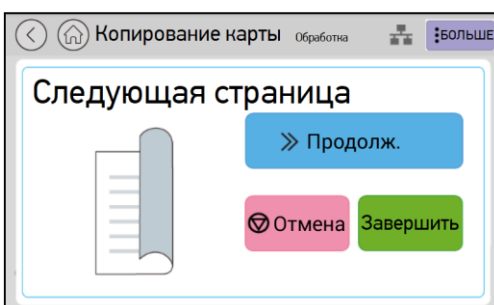 Копирование карты Обработка БОЛЬШЕ
Следующая страница
Продолж.
Отмена Завершить